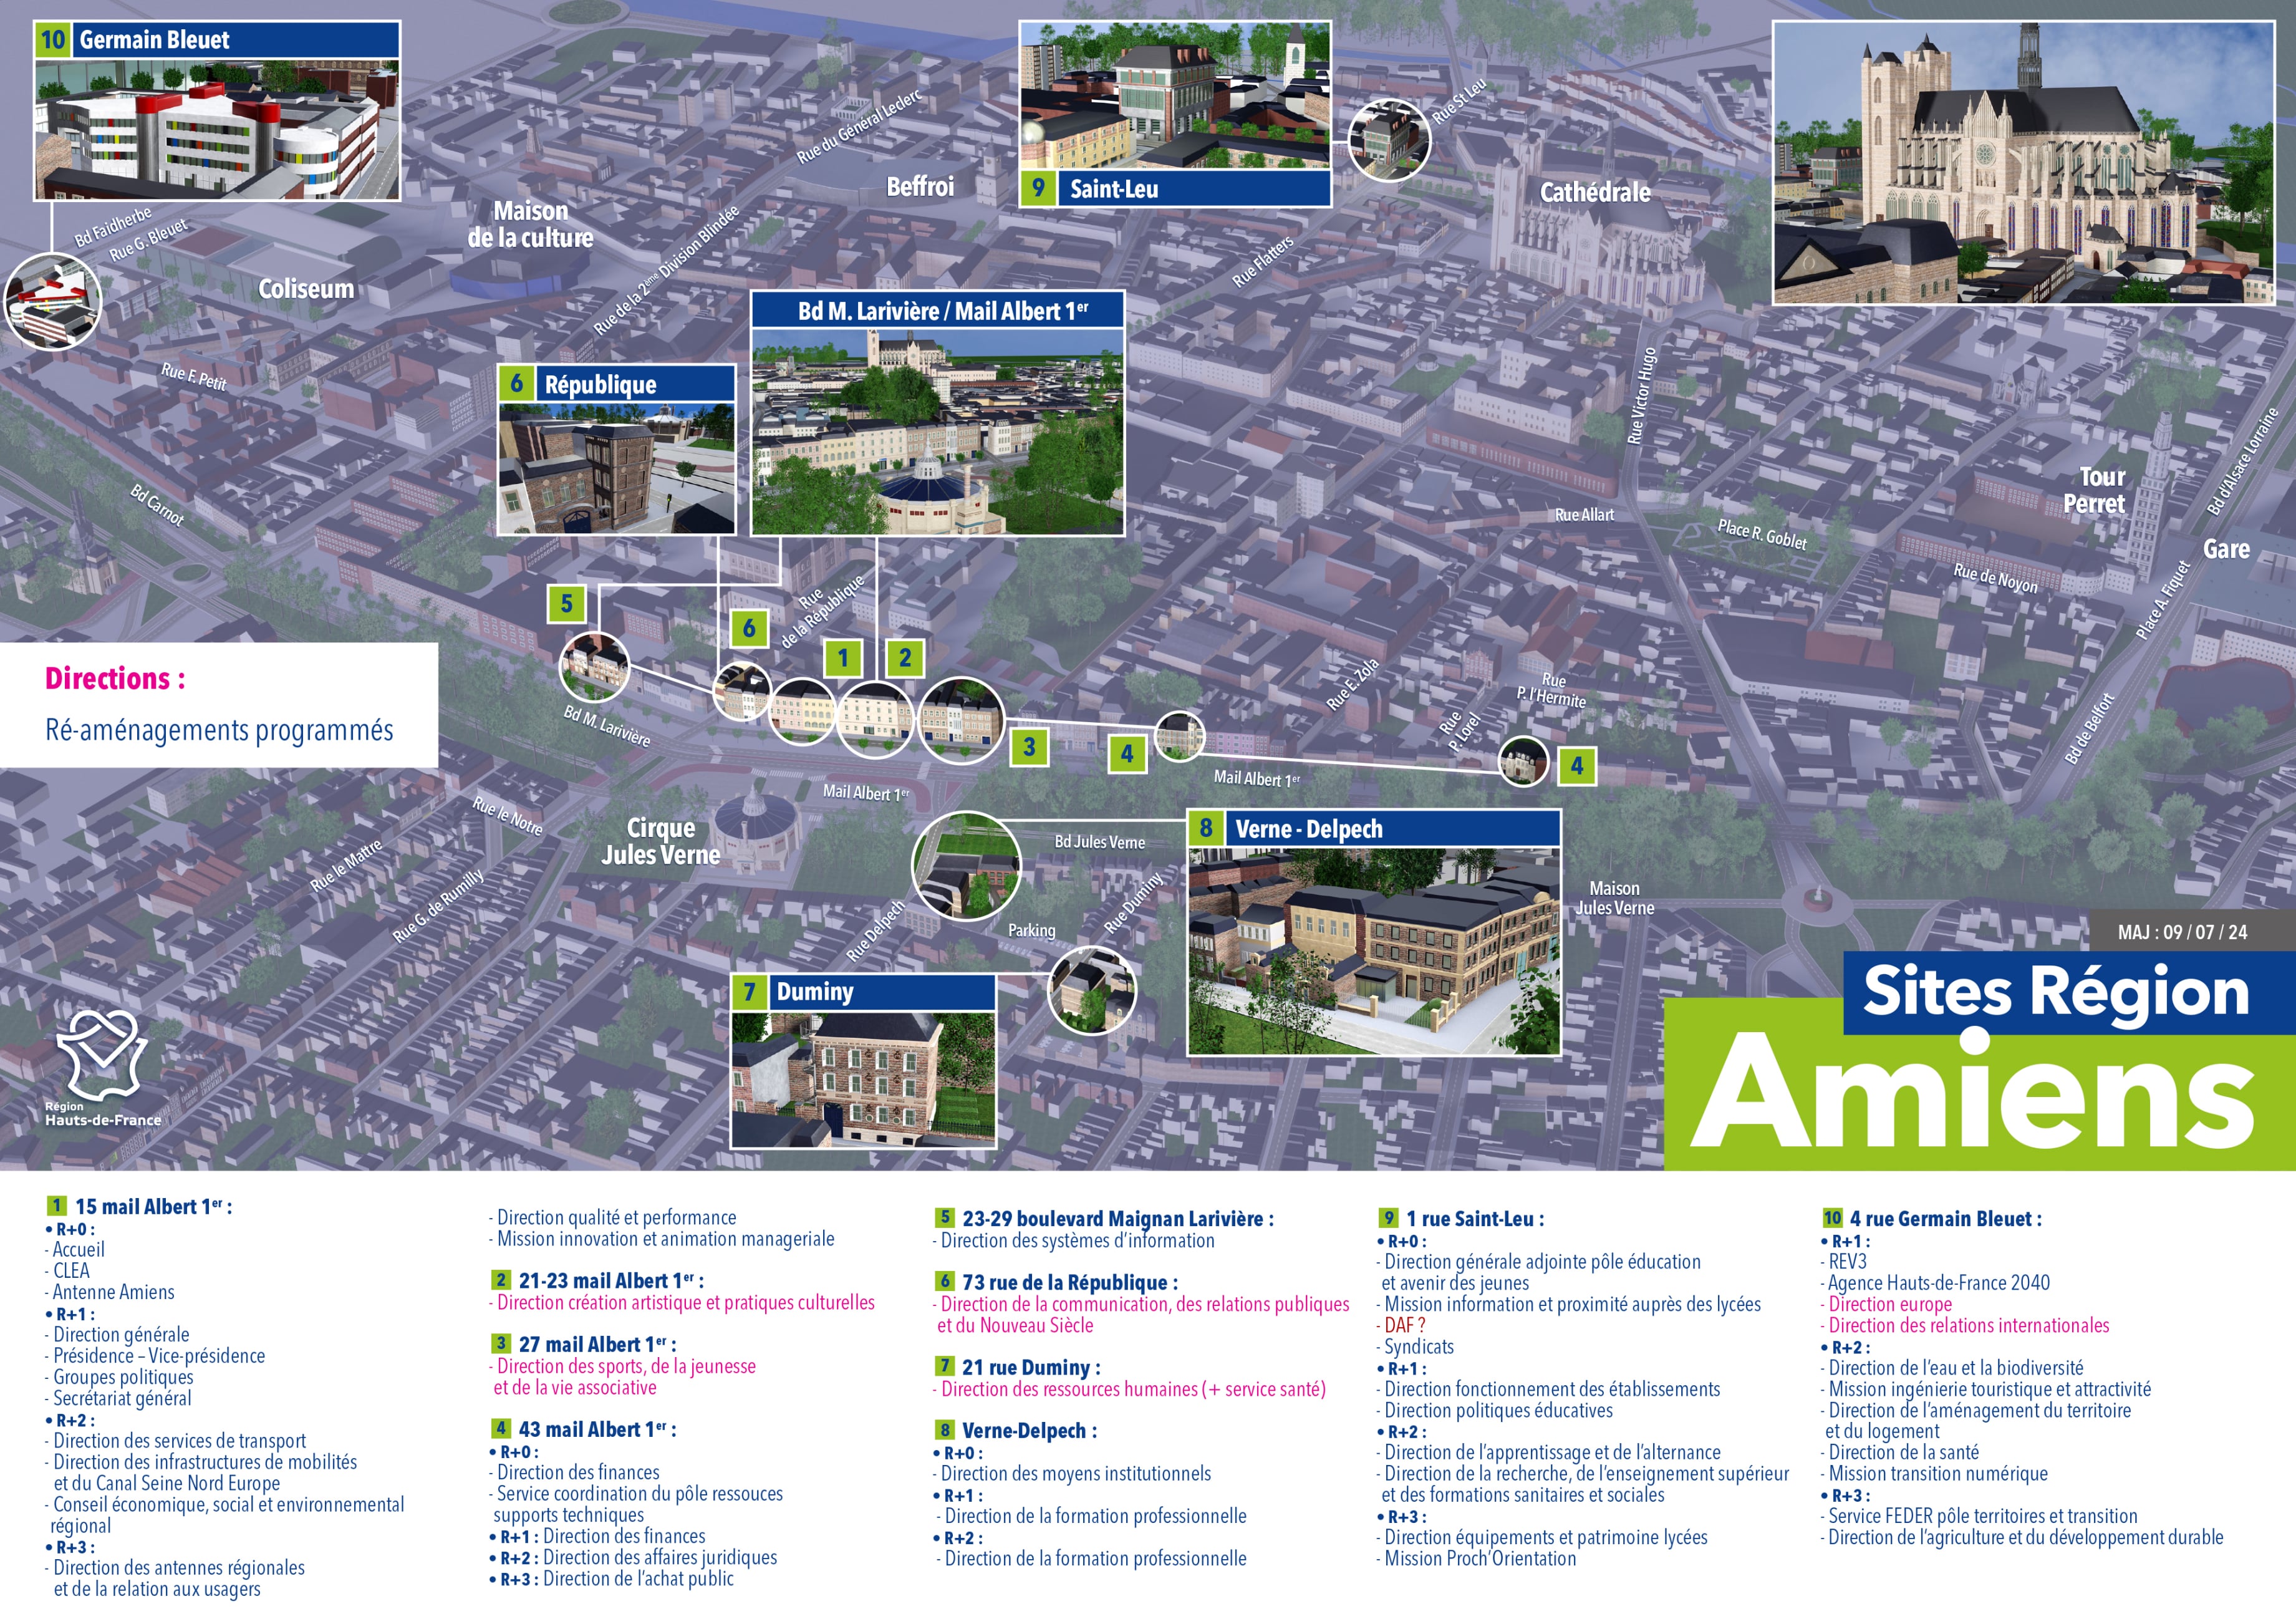 10 Germain Bleuet
9 Saint-Leu
Rue du Général Leclerc
Rue St Leu
Beffroi
Cathédrale
Maison
de la culture
Bd Faidherbe
Rue G. Bleuet
Coliseum
Rue de la 2ème Division Blindée
Rue Flatters
Bd M. Larivière / Mail Albert 1er
6 République
Rue F. Petit
Rue Victor Hugo
Bd d'Alsace Lorraine
Tour
Perret
Bd Carnot
Rue Allart
Place R. Goblet
Gare
Rue de Noyon
Place A. Fiquet
5
6
Rue
de la République
1
2
Directions :
Ré-aménagements programmés
Bd M. Larivière
3
4
4
Rue E. Zola
Rue
P. l'Hermite
Rue
P. Lorel
Bd de Belfort
Mail Albert 1er
Mail Albert 1er
Rue le Notre
Cirque
Jules Verne
Bd Jules Verne
8 Verne - Delpech
Rue le Maître
Rue G. de Rumilly
Rue Delpech
Parking
Rue Duminy
Maison
Jules Verne
7 Duminy
MAJ : 09 / 07 / 24
Sites Région
Amiens
Région
Hauts-de-France
1 15 mail Albert 1er :
• R+0 :
- Accueil
- CLEA
- Antenne Amiens
• R+1 :
- Direction générale
- Présidence – Vice-présidence
- Groupes politiques
- Secrétariat général
• R+2 :
- Direction des services de transport
- Direction des infrastructures de mobilités
et du Canal Seine Nord Europe
- Conseil économique, social et environnemental
régional
• R+3 :
- Direction des antennes régionales
et de la relation aux usagers
- Direction qualité et performance
- Mission innovation et animation manageriale
2 21-23 mail Albert 1er :
- Direction création artistique et pratiques culturelles
3 27 mail Albert 1er :
- Direction des sports, de la jeunesse
et de la vie associative
4 43 mail Albert 1er :
• R+0 :
- Direction des finances
- Service coordination du pôle ressouces
supports techniques
• R+1 : Direction des finances
• R+2 : Direction des affaires juridiques
• R+3 : Direction de l'achat public
5 23-29 boulevard Maignan Larivière :
- Direction des systèmes d'information
6 73 rue de la République :
- Direction de la communication, des relations publiques
et du Nouveau Siècle
7 21 rue Duminy :
- Direction des ressources humaines (+ service santé)
8 Verne-Delpech :
• R+0 :
- Direction des moyens institutionnels
• R+1 :
- Direction de la formation professionnelle
• R+2 :
- Direction de la formation professionnelle
9 1 rue Saint-Leu :
• R+0 :
- Direction générale adjointe pôle éducation
et avenir des jeunes
- Mission information et proximité auprès des lycées
- DAF ?
- Syndicats
• R+1 :
- Direction fonctionnement des établissements
- Direction politiques éducatives
• R+2 :
- Direction de l'apprentissage et de l'alternance
- Direction de la recherche, de l'enseignement supérieur
et des formations sanitaires et sociales
• R+3 :
- Direction équipements et patrimoine lycées
- Mission Proch'Orientation
10 4 rue Germain Bleuet :
• R+1 :
- REV3
- Agence Hauts-de-France 2040
- Direction europe
- Direction des relations internationales
• R+2 :
- Direction de l'eau et la biodiversité
- Mission ingénierie touristique et attractivité
- Direction de l'aménagement du territoire
et du logement
- Direction de la santé
- Mission transition numérique
• R+3 :
- Service FEDER pôle territoires et transition
- Direction de l'agriculture et du développement durable